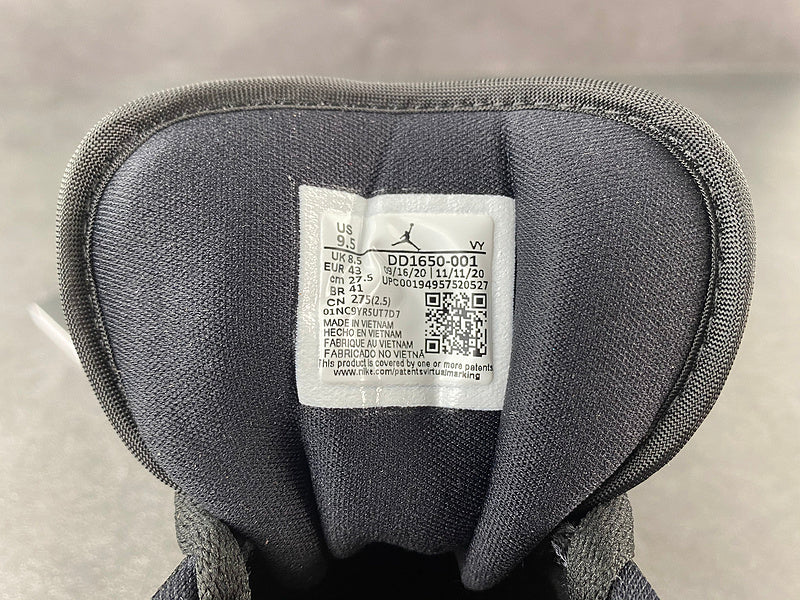 US
9.5
VY
UK 8.5
DD1650-001
EUR 43
09/16/20 | 11/11/20
cm 27.5
UPC00194957520527
BR 41
CN 275(2.5)
01NC9YR5UT7D7
MADE IN VIETNAM
HECHO EN VIETNAM
FABRIQUE AU VIETNAM
FABRICADO NO VIETNÃ
This product is covered by one or more patents
www.nike.com/patentsvirtualmarking